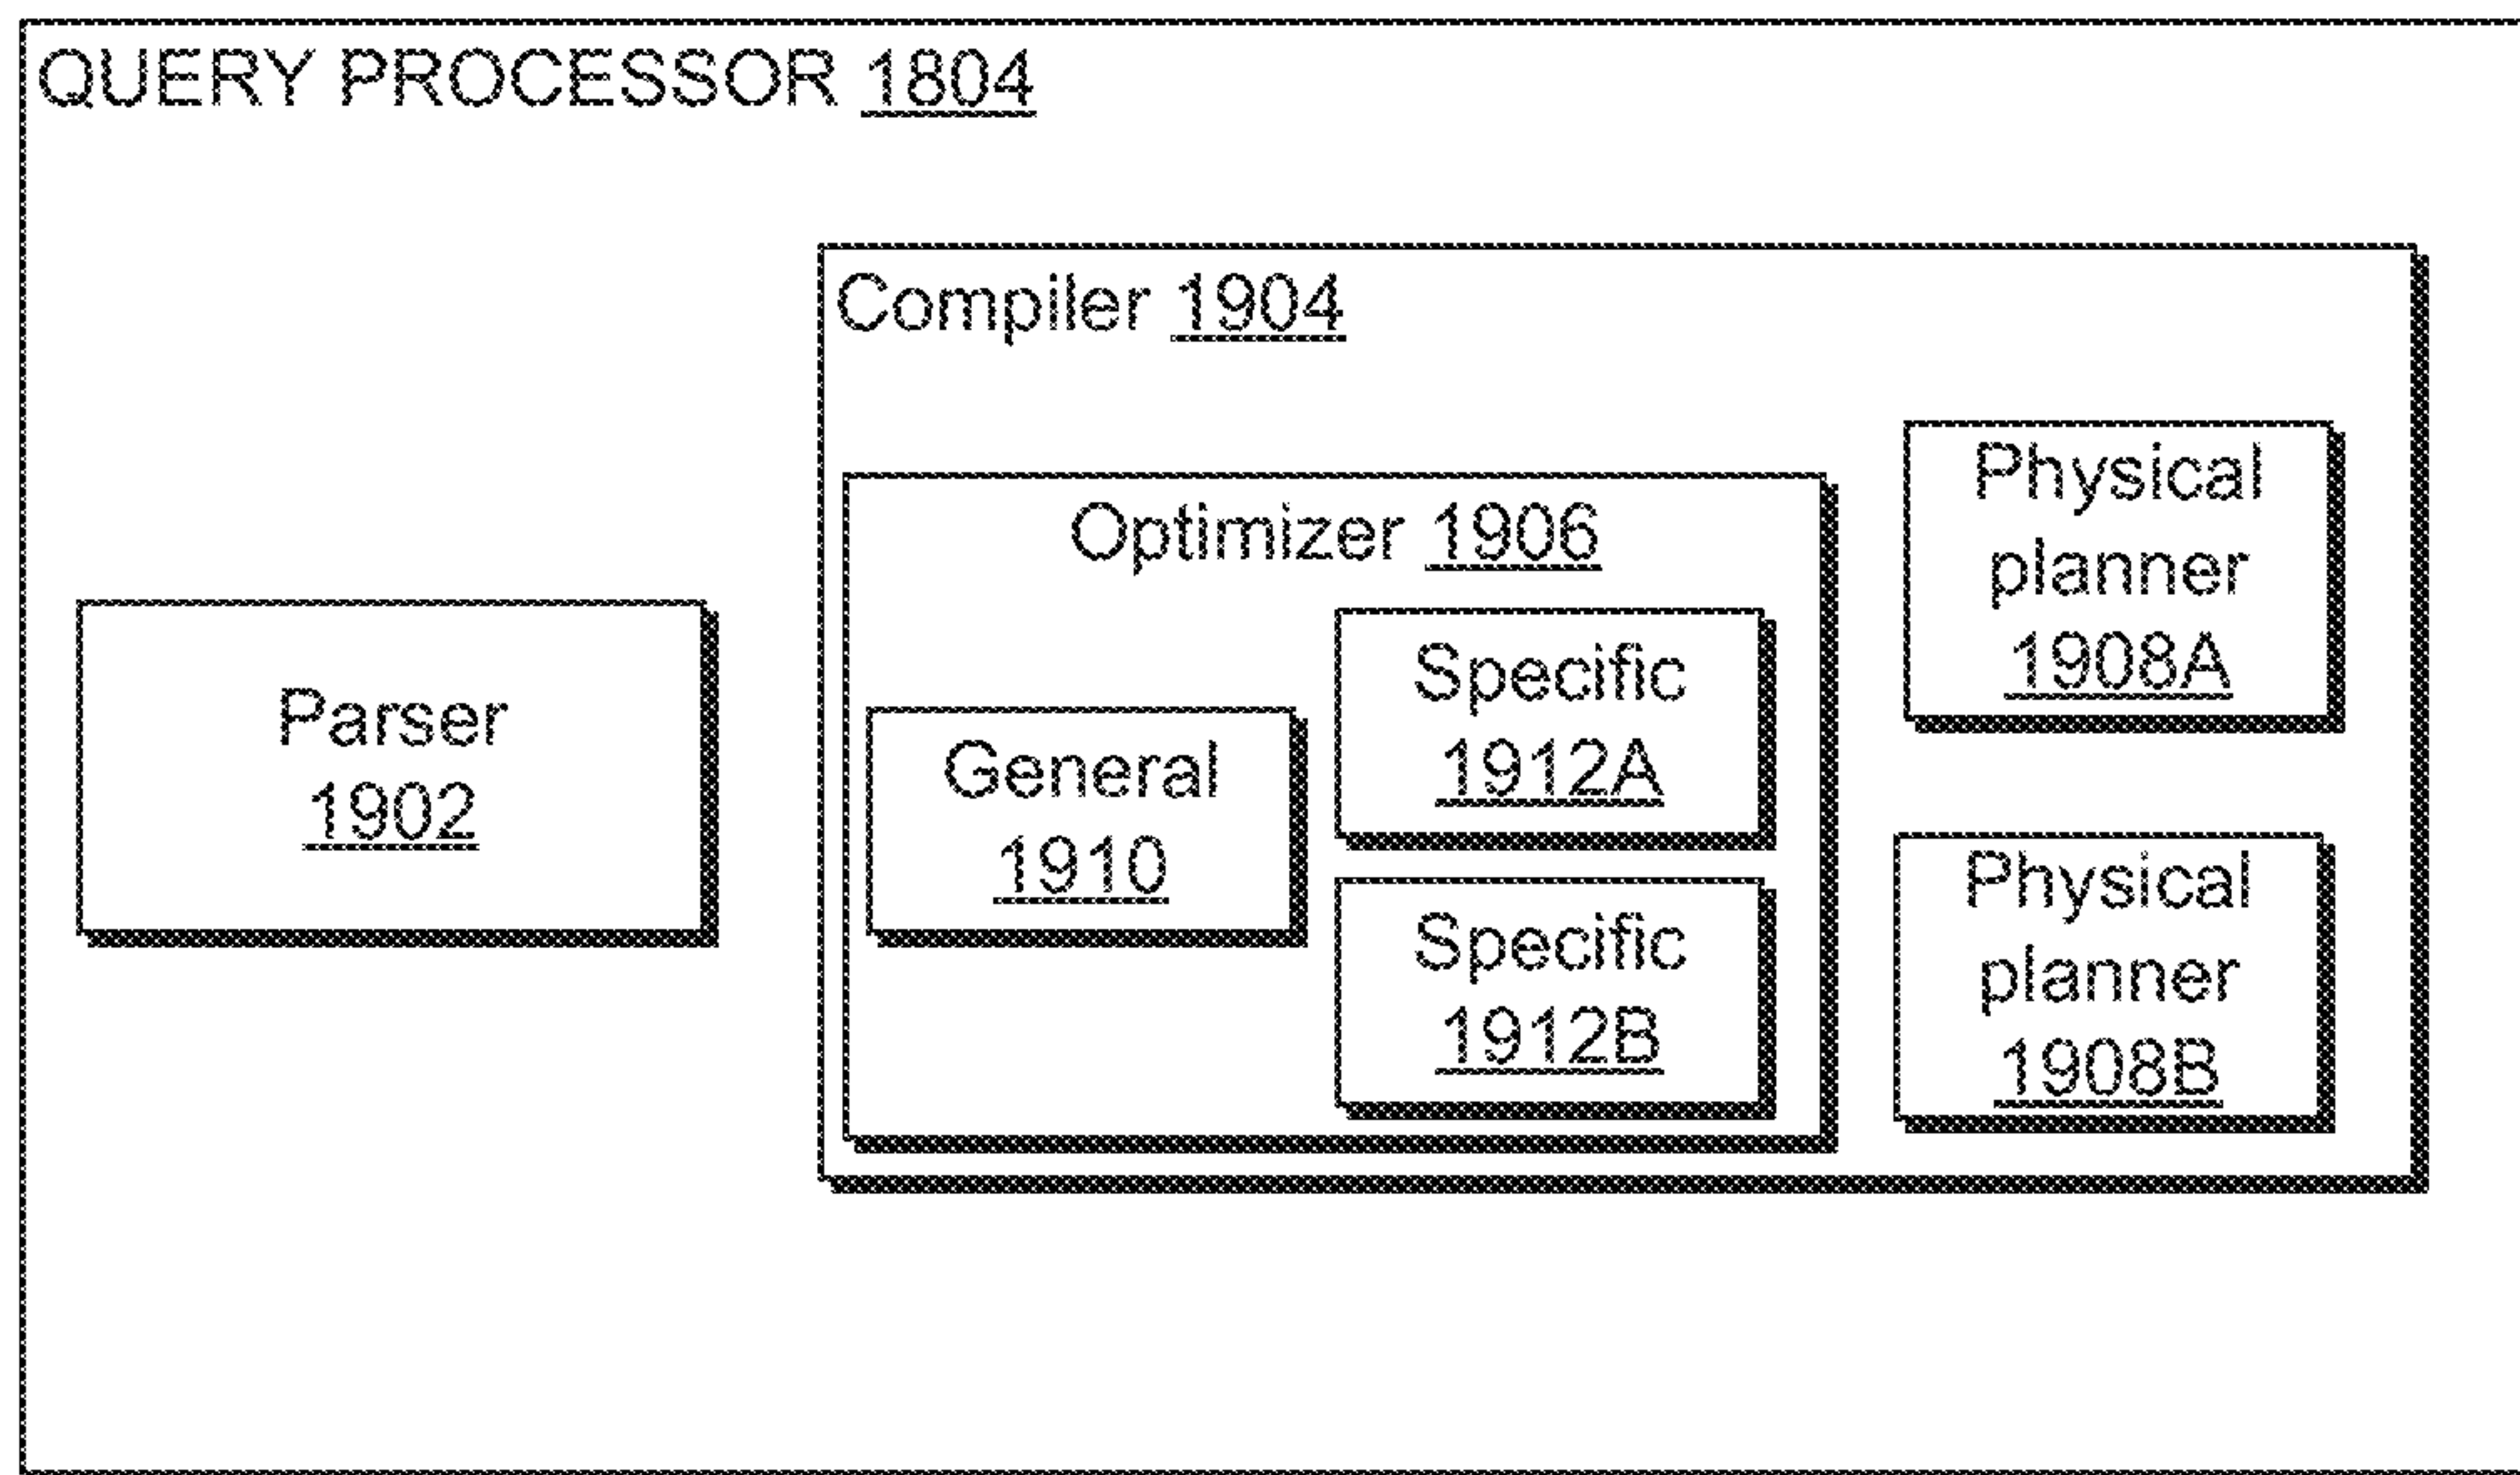 QUERY PROCESSOR 1804
Compiler 1904
Optimizer 1906
Parser
1902
General
1910
Specific
1912A
Specific
1912B
Physical
planner
1908A
Physical
planner
1908B